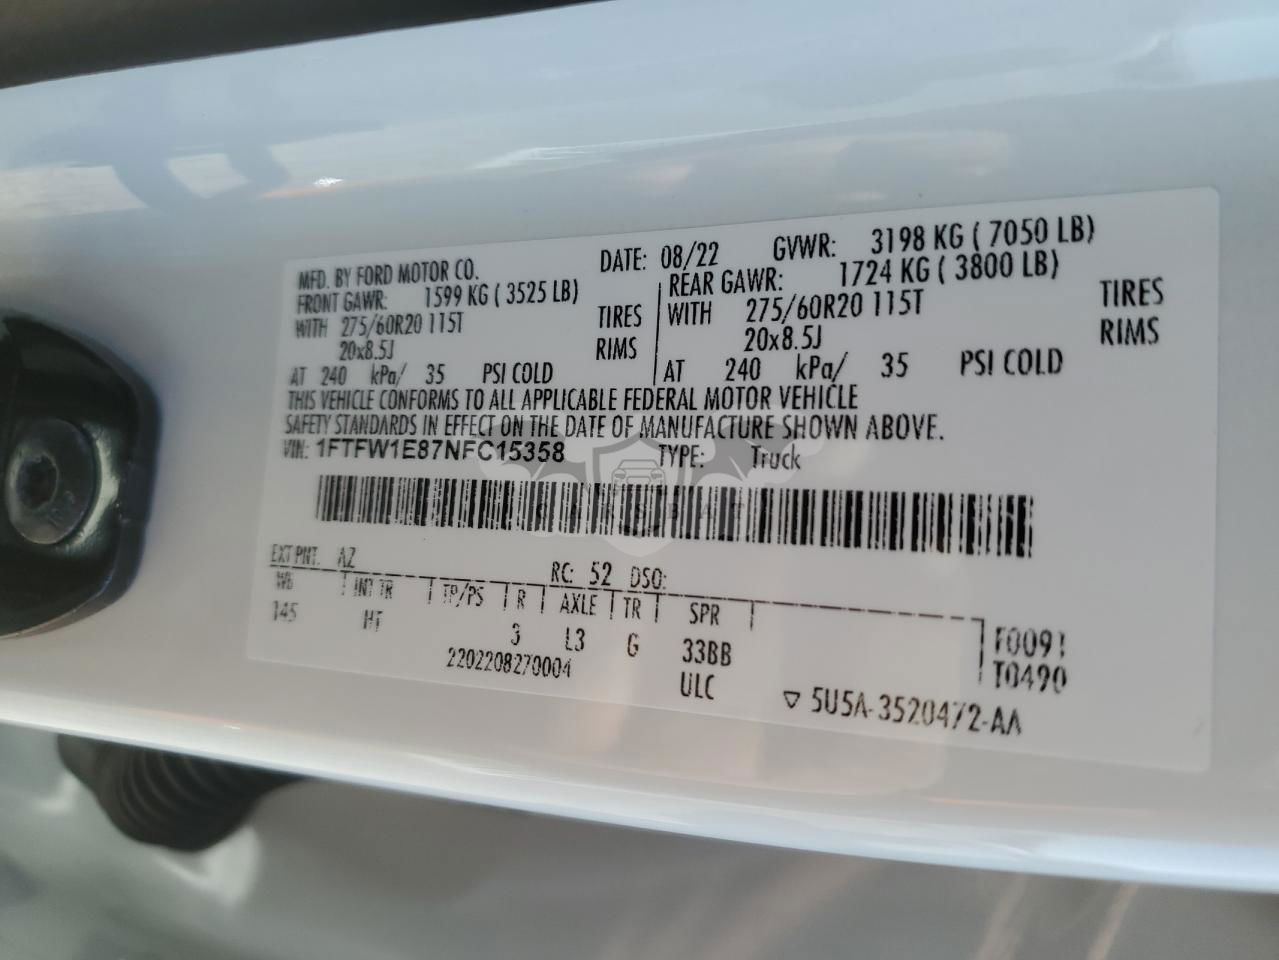 MFD. BY FORD MOTOR CO. DATE: 08/22 GVWR: 3198 KG ( 7050 LB)
FRONT GAWR: 1599 KG ( 3525 LB) REAR GAWR: 1724 KG ( 3800 LB)
WITH 275/60R20 115T TIRES WITH 275/60R20 115T TIRES
20x8.5J RIMS 20x8.5J RIMS
AT 240 kPa/ 35 PSI COLD AT 240 kPa/ 35 PSI COLD
THIS VEHICLE CONFORMS TO ALL APPLICABLE FEDERAL MOTOR VEHICLE
SAFETY STANDARDS IN EFFECT ON THE DATE OF MANUFACTURE SHOWN ABOVE.
VIN: 1FTFW1E87NFC15358 TYPE: Truck
CARSBAT
EXT PNT: AZ RC: 52 DSO:
WB INT TR TP/PS R AXLE TR SPR
145 HT 3 L3 G 33BB F0091
2202208270004 ULC T0490
5U5A-3520472-AA